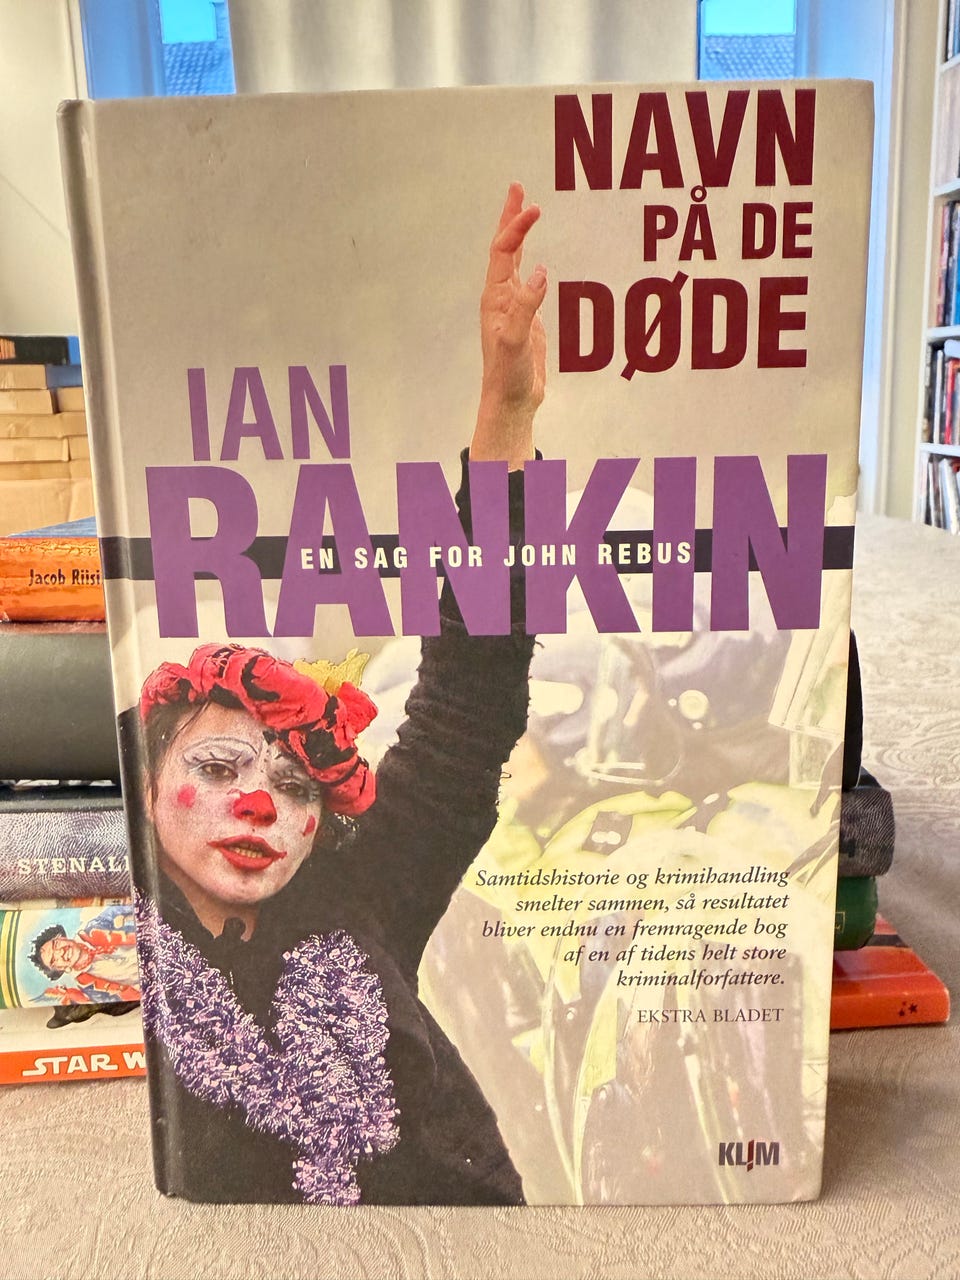 NAVN
PÅ DE
DØDE
IAN
RANKIN
EN SAG FOR JOHN REBUS
Samtidshistorie og krimihandling
smelter sammen, så resultatet
bliver endnu en fremragende bog
af en af tidens helt store
kriminalforfattere.
EKSTRA BLADET
KLIM
Jacob Riisi
STENAL
STAR W